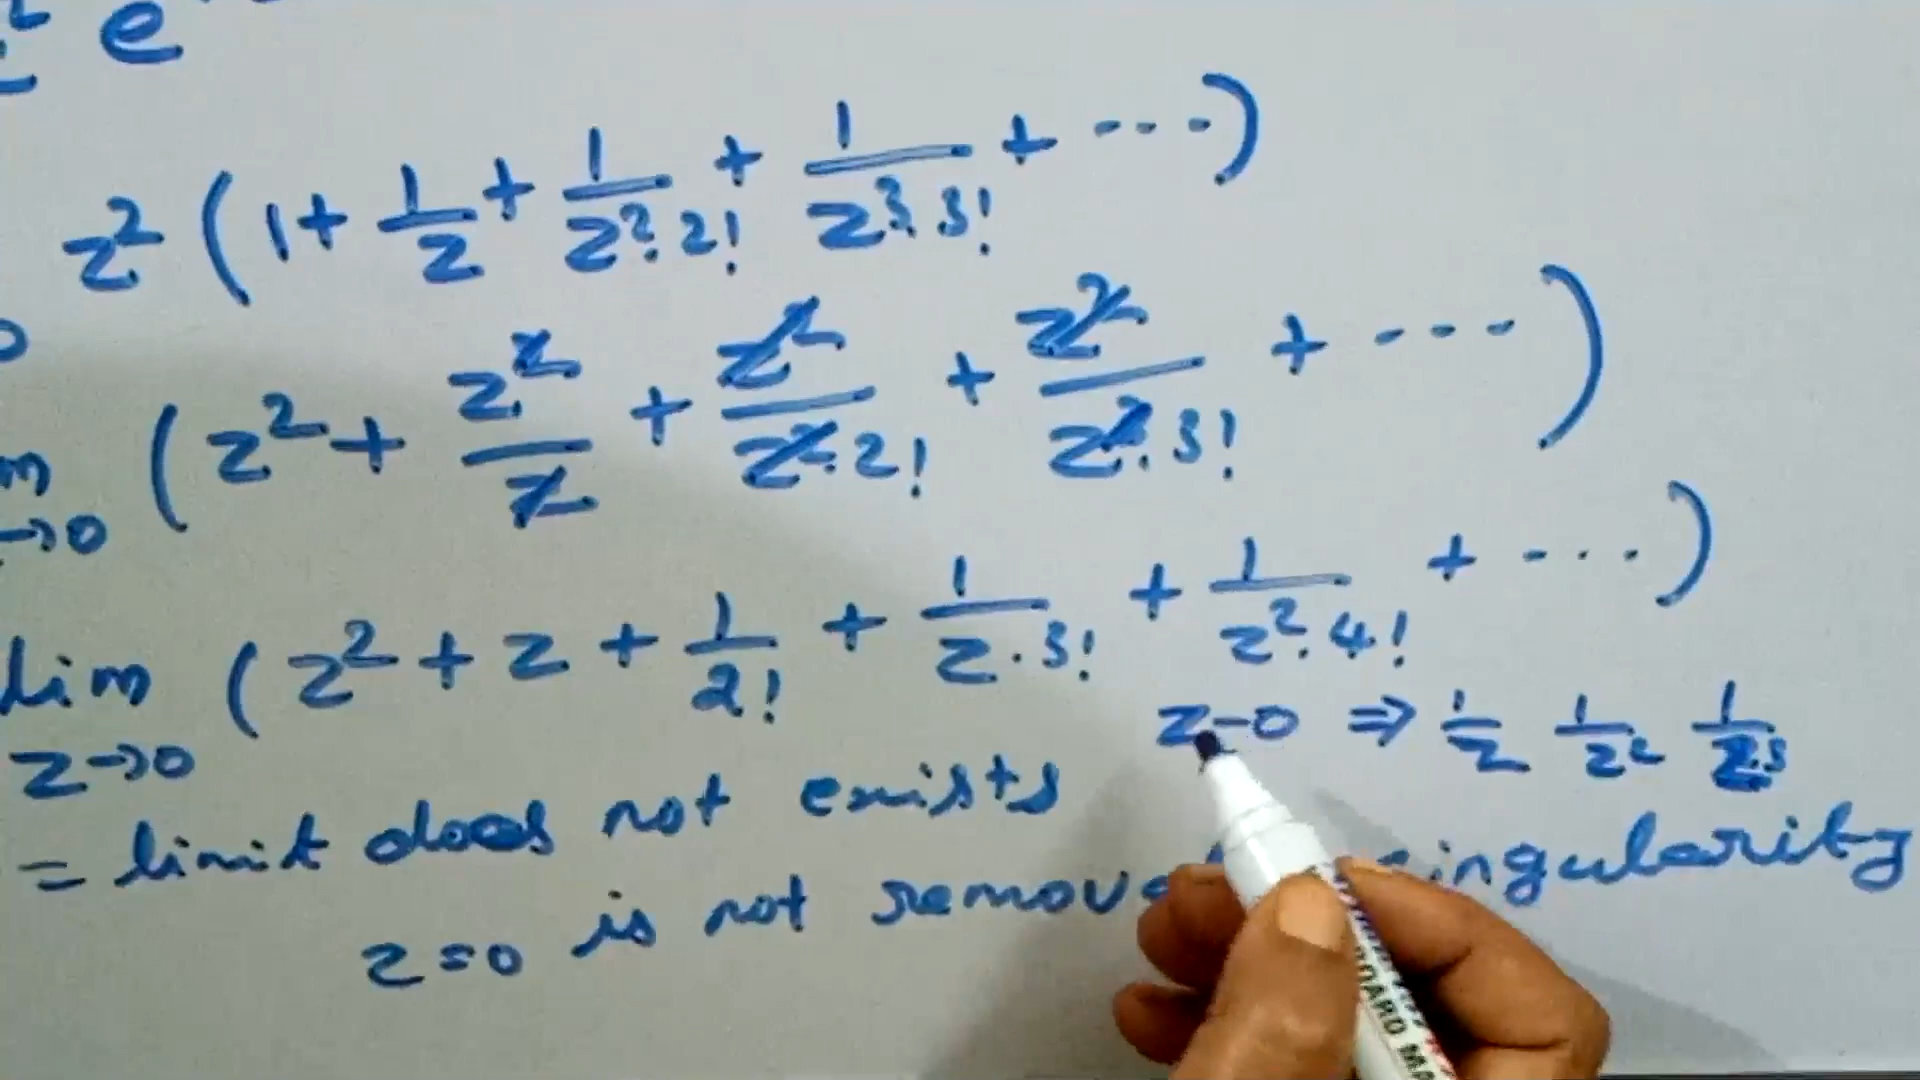 z² e
z² (1 + 1/z + 1/z².2! + 1/z³.3! + ---)
(z² + z²/z + z²/z².2! + z²/z³.3! + ---)
→0
lim (z² + z + 1/2! + 1/z.3! + 1/z².4! + ----)
z→0
z-0 ⇒ 1/z 1/z² 1/z³
= limit does not exists
z=0 is not remov singularity